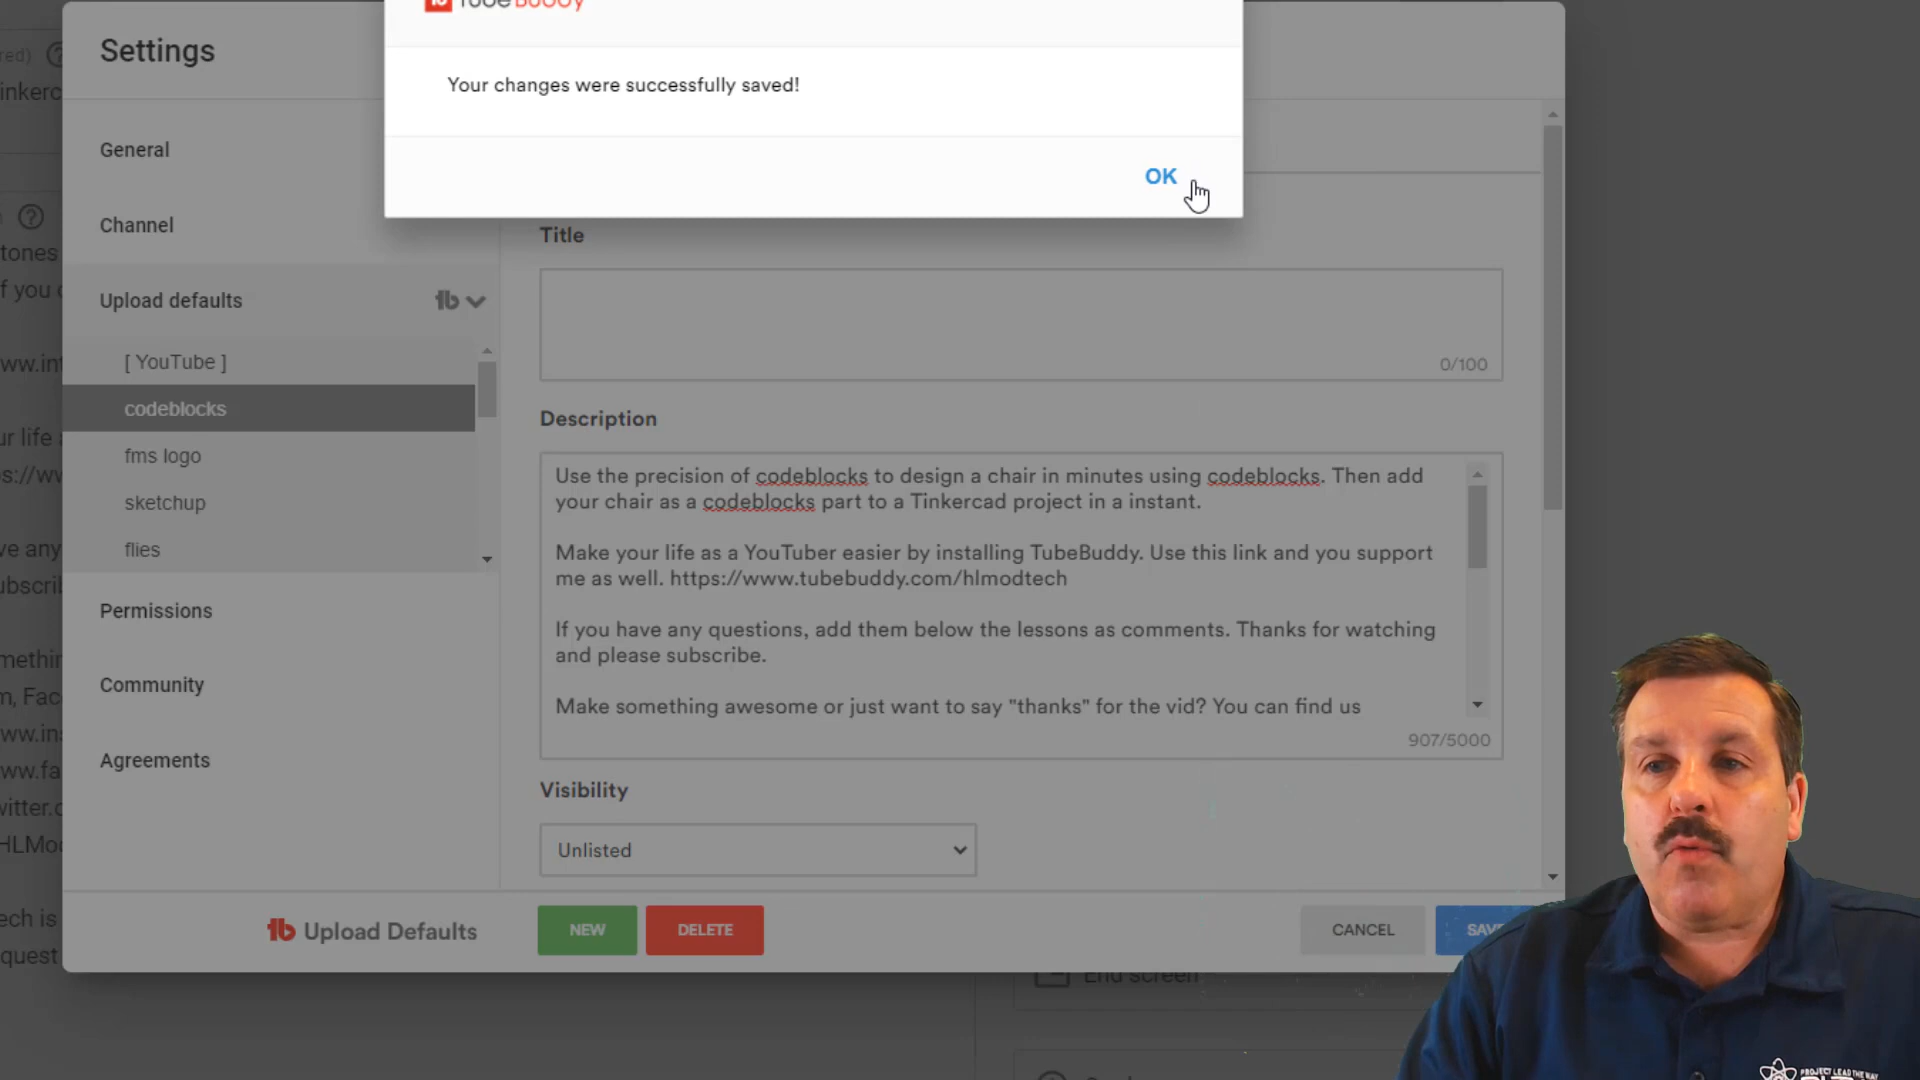 Settings
TubeBuddy
Your changes were successfully saved!
OK
General
Channel
Upload defaults
[ YouTube ]
codeblocks
fms logo
sketchup
flies
Permissions
Community
Agreements
Title
0/100
Description
Use the precision of codeblocks to design a chair in minutes using codeblocks. Then add
your chair as a codeblocks part to a Tinkercad project in a instant.
Make your life as a YouTuber easier by installing TubeBuddy. Use this link and you support
me as well. https://www.tubebuddy.com/hlmodtech
If you have any questions, add them below the lessons as comments. Thanks for watching
and please subscribe.
Make something awesome or just want to say "thanks" for the vid? You can find us
907/5000
Visibility
Unlisted
Upload Defaults
NEW
DELETE
CANCEL
SAVE
End screen
PROJECT LEAD THE WAY